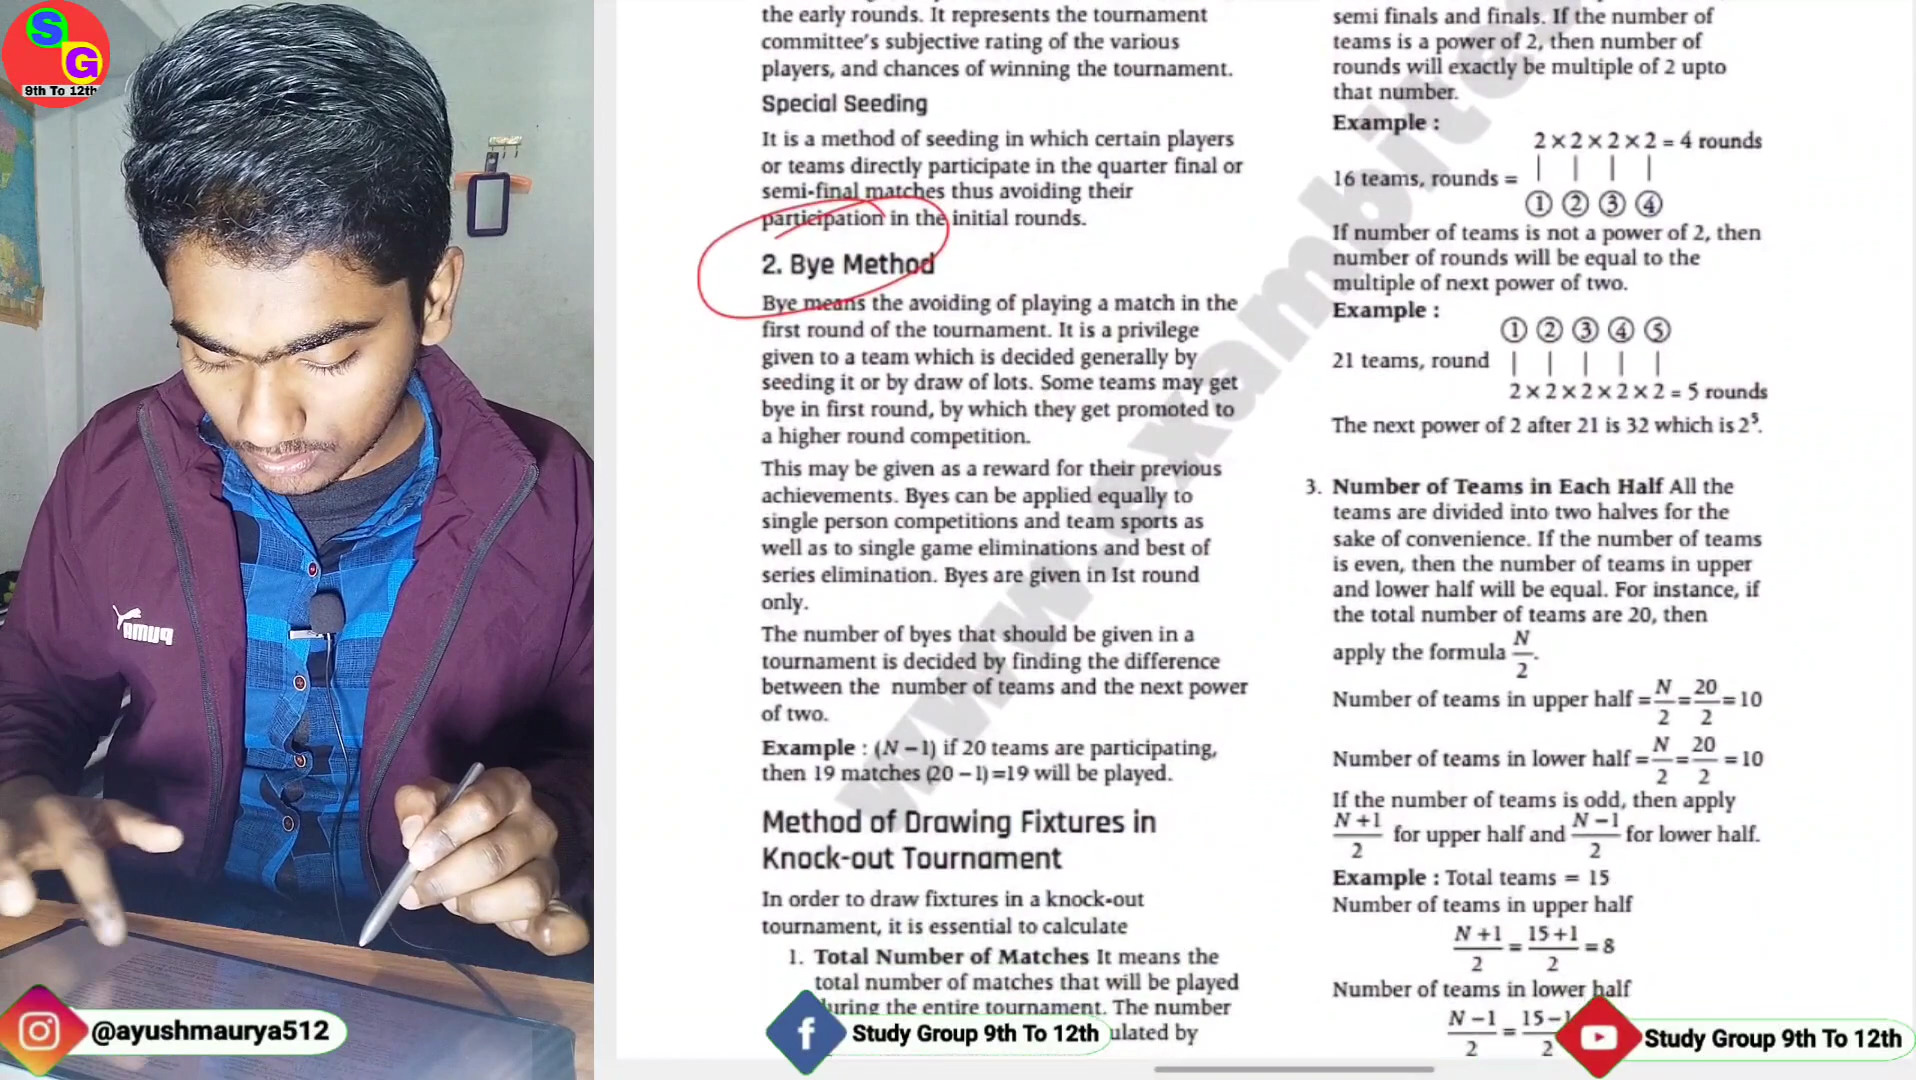 S
G
9th To 12th
PUMA
@ayushmaurya512
the early rounds. It represents the tournament
committee's subjective rating of the various
players, and chances of winning the tournament.
Special Seeding
It is a method of seeding in which certain players
or teams directly participate in the quarter final or
semi-final matches thus avoiding their
participation in the initial rounds.
2. Bye Method
Bye means the avoiding of playing a match in the
first round of the tournament. It is a privilege
given to a team which is decided generally by
seeding it or by draw of lots. Some teams may get
bye in first round, by which they get promoted to
a higher round competition.
This may be given as a reward for their previous
achievements. Byes can be applied equally to
single person competitions and team sports as
well as to single game eliminations and best of
series elimination. Byes are given in Ist round
only.
The number of byes that should be given in a
tournament is decided by finding the difference
between the number of teams and the next power
of two.
Example : (N – 1) if 20 teams are participating,
then 19 matches (20 – 1)=19 will be played.
Method of Drawing Fixtures in
Knock-out Tournament
In order to draw fixtures in a knock-out
tournament, it is essential to calculate
1. Total Number of Matches It means the
total number of matches that will be played
during the entire tournament. The number
ulated by
Study Group 9th To 12th
semi finals and finals. If the number of
teams is a power of 2, then number of
rounds will exactly be multiple of 2 upto
that number.
Example :
2 × 2 × 2 × 2 = 4 rounds
16 teams, rounds =
① ② ③ ④
If number of teams is not a power of 2, then
number of rounds will be equal to the
multiple of next power of two.
Example :
① ② ③ ④ ⑤
21 teams, round
2 × 2 × 2 × 2 × 2 = 5 rounds
The next power of 2 after 21 is 32 which is 2⁵.
3. Number of Teams in Each Half All the
teams are divided into two halves for the
sake of convenience. If the number of teams
is even, then the number of teams in upper
and lower half will be equal. For instance, if
the total number of teams are 20, then
apply the formula N/2.
Number of teams in upper half = N/2 = 20/2 = 10
Number of teams in lower half = N/2 = 20/2 = 10
If the number of teams is odd, then apply
N + 1/2 for upper half and N – 1/2 for lower half.
Example : Total teams = 15
Number of teams in upper half
N + 1/2 = 15 + 1/2 = 8
Number of teams in lower half
N – 1/2 = 15 – 1/2
Study Group 9th To 12th